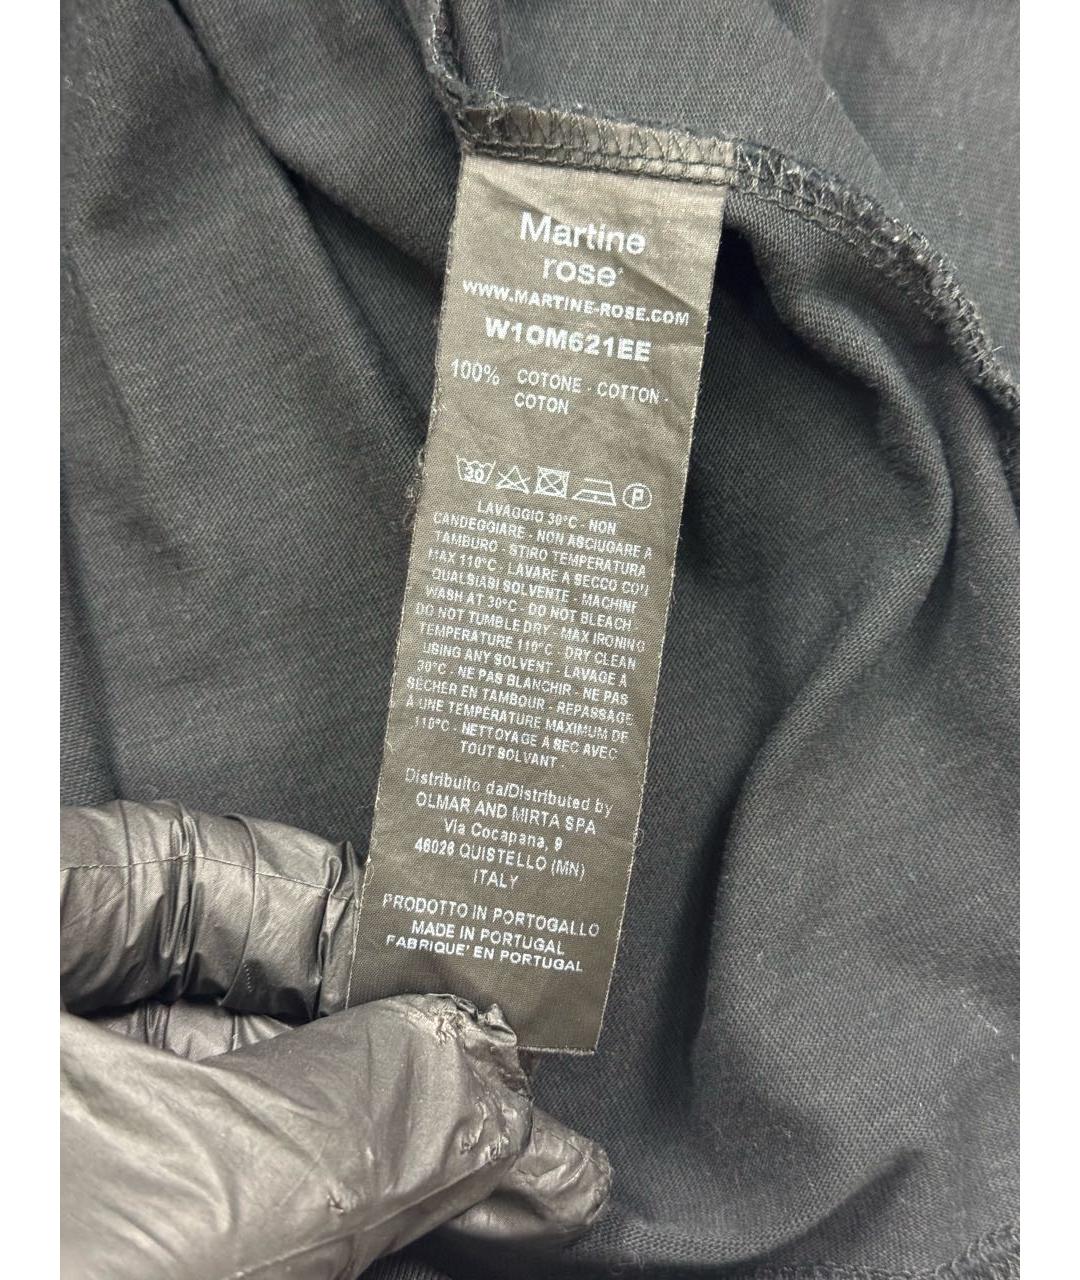 Martine
rose
WWW.MARTINE-ROSE.COM
W10M621EE
100% COTONE - COTTON -
COTON
30 P
LAVAGGIO 30°C - NON
CANDEGGIARE - NON ASCIUGARE A
TAMBURO - STIRO TEMPERATURA
MAX 110°C - LAVARE A SECCO CON
QUALSIASI SOLVENTE - MACHINE
WASH AT 30°C - DO NOT BLEACH -
DO NOT TUMBLE DRY - MAX IRONING
TEMPERATURE 110°C - DRY CLEAN
USING ANY SOLVENT - LAVAGE À
30°C - NE PAS BLANCHIR - NE PAS
SÉCHER EN TAMBOUR - REPASSAGE
À UNE TEMPÉRATURE MAXIMUM DE
110°C - NETTOYAGE À SEC AVEC
TOUT SOLVANT -
Distribuito da/Distributed by
OLMAR AND MIRTA SPA
Via Cocapana, 9
46026 QUISTELLO (MN)
ITALY
PRODOTTO IN PORTOGALLO
MADE IN PORTUGAL
FABRIQUE' EN PORTUGAL